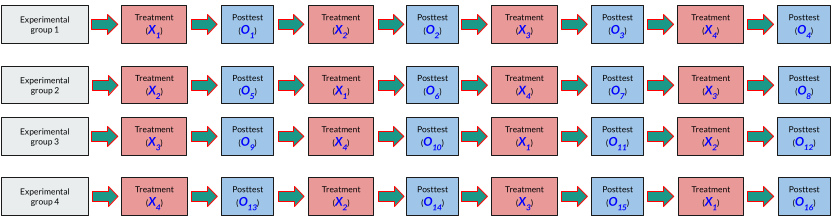 Experimental
group 1
Treatment
(X1)
Posttest
(O1)
Treatment
(X2)
Posttest
(O2)
Treatment
(X3)
Posttest
(O3)
Treatment
(X4)
Posttest
(O4)
Experimental
group 2
Treatment
(X2)
Posttest
(O5)
Treatment
(X1)
Posttest
(O6)
Treatment
(X4)
Posttest
(O7)
Treatment
(X3)
Posttest
(O8)
Experimental
group 3
Treatment
(X3)
Posttest
(O9)
Treatment
(X4)
Posttest
(O10)
Treatment
(X1)
Posttest
(O11)
Treatment
(X2)
Posttest
(O12)
Experimental
group 4
Treatment
(X4)
Posttest
(O13)
Treatment
(X2)
Posttest
(O14)
Treatment
(X3)
Posttest
(O15)
Treatment
(X1)
Posttest
(O16)